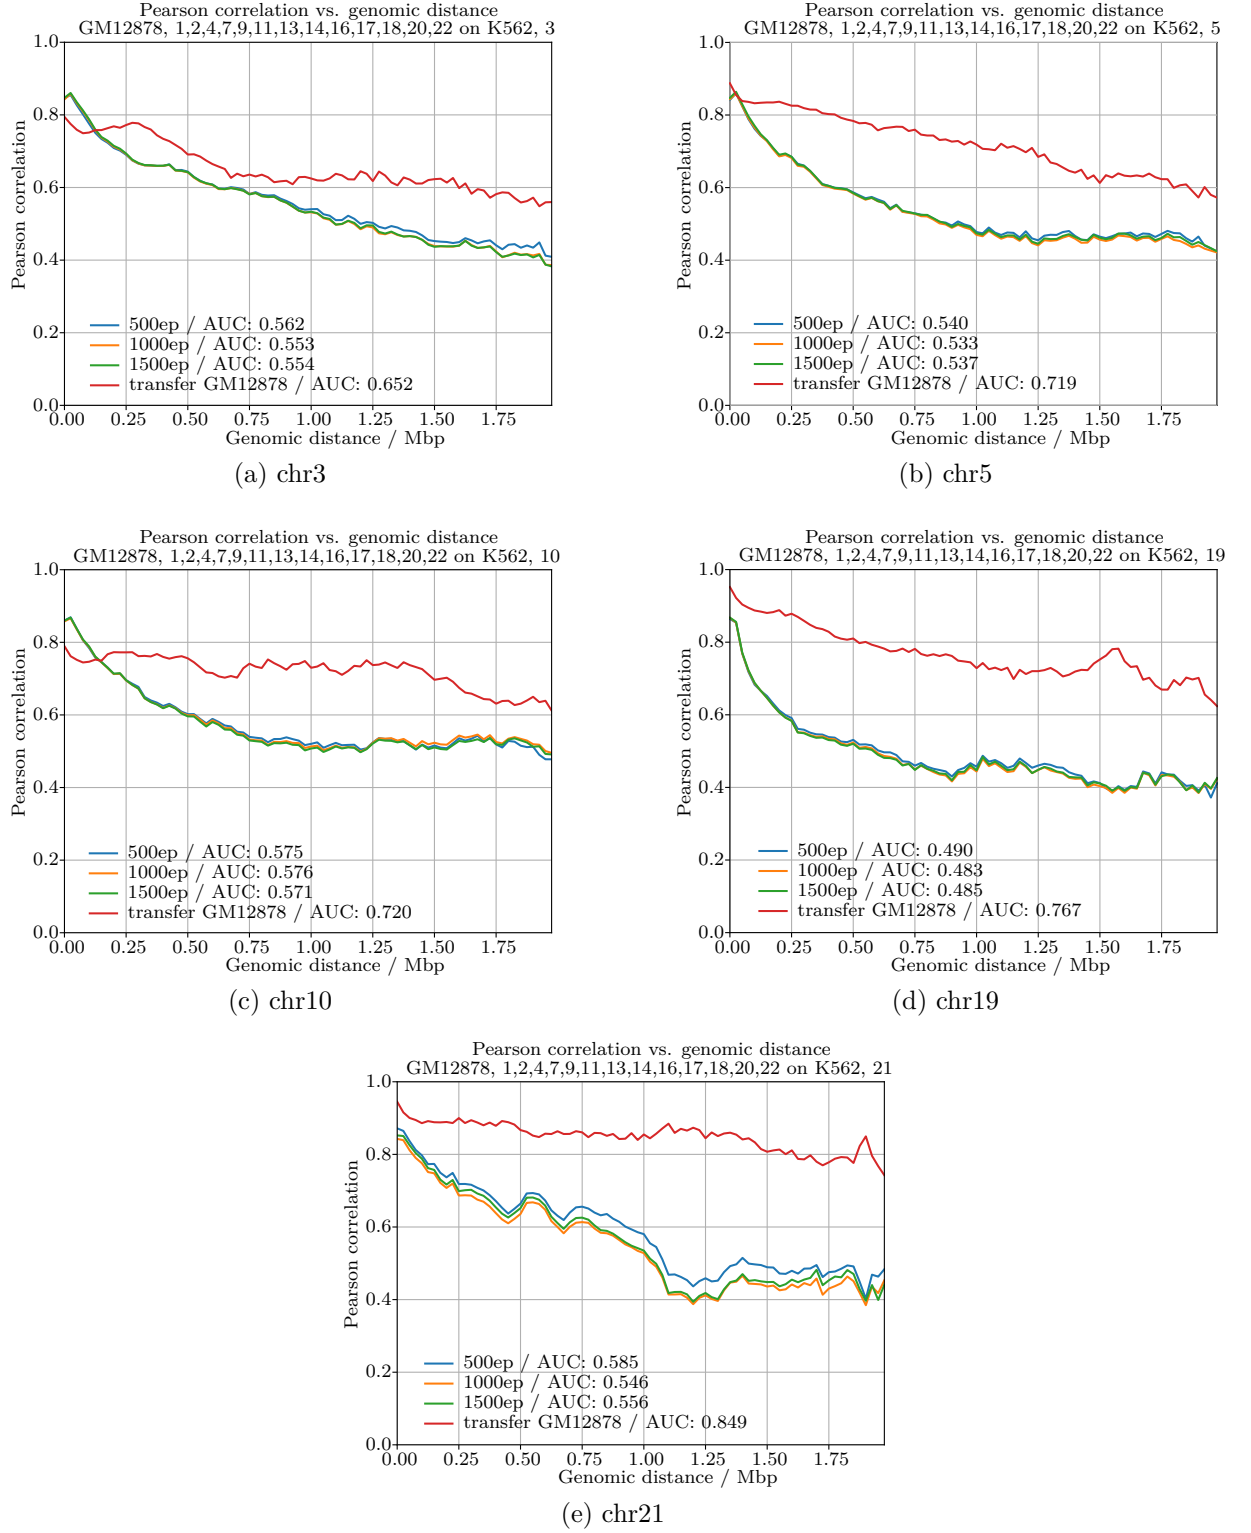 Pearson correlation vs. genomic distance
GM12878, 1,2,4,7,9,11,13,14,16,17,18,20,22 on K562, 3
1.0
0.8
0.6
0.4
0.2
0.0
Pearson correlation
500ep / AUC: 0.562
1000ep / AUC: 0.553
1500ep / AUC: 0.554
transfer GM12878 / AUC: 0.652
0.00 0.25 0.50 0.75 1.00 1.25 1.50 1.75
Genomic distance / Mbp
(a) chr3
Pearson correlation vs. genomic distance
GM12878, 1,2,4,7,9,11,13,14,16,17,18,20,22 on K562, 5
1.0
0.8
0.6
0.4
0.2
0.0
Pearson correlation
500ep / AUC: 0.540
1000ep / AUC: 0.533
1500ep / AUC: 0.537
transfer GM12878 / AUC: 0.719
0.00 0.25 0.50 0.75 1.00 1.25 1.50 1.75
Genomic distance / Mbp
(b) chr5
Pearson correlation vs. genomic distance
GM12878, 1,2,4,7,9,11,13,14,16,17,18,20,22 on K562, 10
1.0
0.8
0.6
0.4
0.2
0.0
Pearson correlation
500ep / AUC: 0.575
1000ep / AUC: 0.576
1500ep / AUC: 0.571
transfer GM12878 / AUC: 0.720
0.00 0.25 0.50 0.75 1.00 1.25 1.50 1.75
Genomic distance / Mbp
(c) chr10
Pearson correlation vs. genomic distance
GM12878, 1,2,4,7,9,11,13,14,16,17,18,20,22 on K562, 19
1.0
0.8
0.6
0.4
0.2
0.0
Pearson correlation
500ep / AUC: 0.490
1000ep / AUC: 0.483
1500ep / AUC: 0.485
transfer GM12878 / AUC: 0.767
0.00 0.25 0.50 0.75 1.00 1.25 1.50 1.75
Genomic distance / Mbp
(d) chr19
Pearson correlation vs. genomic distance
GM12878, 1,2,4,7,9,11,13,14,16,17,18,20,22 on K562, 21
1.0
0.8
0.6
0.4
0.2
0.0
Pearson correlation
500ep / AUC: 0.585
1000ep / AUC: 0.546
1500ep / AUC: 0.556
transfer GM12878 / AUC: 0.849
0.00 0.25 0.50 0.75 1.00 1.25 1.50 1.75
Genomic distance / Mbp
(e) chr21